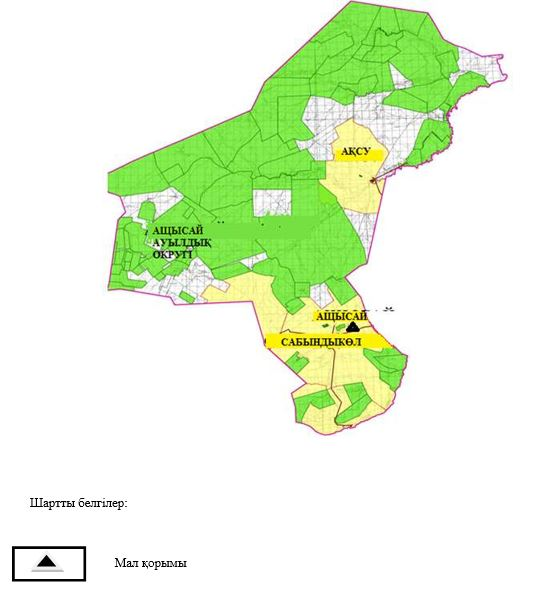 АҚСУ
АЩЫСАЙ
АУЫЛДЫҚ
ОКРУГІ
АЩЫСАЙ
САБЫНДЫКӨЛ
Шартты белгілер:
Мал қорымы